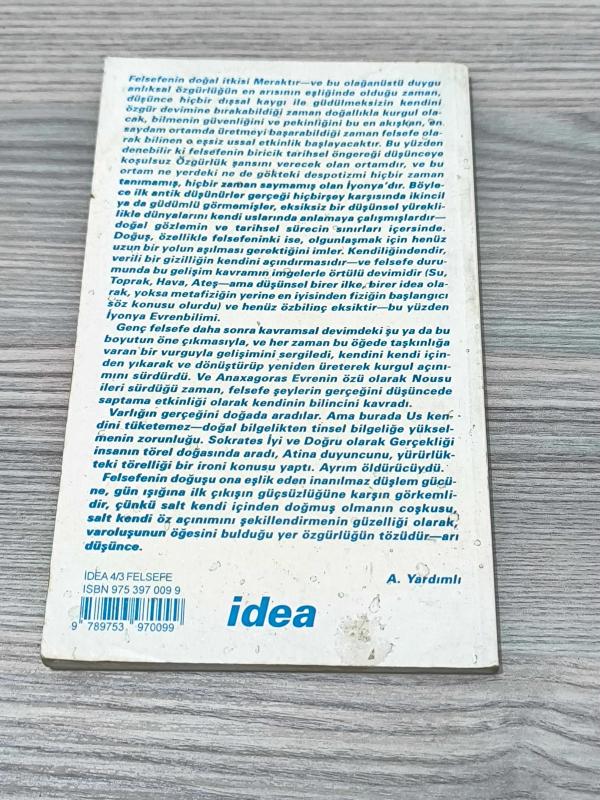 Felsefenin doğal itkisi Meraktır—ve bu olağanüstü duygu
anlıksal özgürlüğün en arısının eşliğinde olduğu zaman,
düşünce hiçbir dışsal kaygı ile güdülmeksizin kendini
özgür devimine bırakabildiği zaman doğallıkla kurgul ola-
cak, bilmenin güvenliğini ve pekinliğini bu en akışkan, en
saydam ortamda üretmeyi başarabildiği zaman felsefe ola-
rak bilinen o eşsiz ussal etkinlik başlayacaktır. Bu yüzden
denebilir ki felsefenin biricik tarihsel öngereği düşünceye
koşulsuz Özgürlük şansını verecek olan ortamdır, ve bu
ortam ne yerdeki ne de gökteki despotizmi hiçbir zaman
tanımamış, hiçbir zaman saymamış olan İyonya'dır. Böyle-
ce ilk antik düşünürler gerçeği hiçbirşey karşısında ikincil
ya da güdümlü görmemişler, eksiksiz bir düşünsel yürekli-
likle dünyalarını kendi uslarında anlamaya çalışmışlardır—
doğal gözlemin ve tarihsel sürecin sınırları içersinde.
Doğuş, özellikle felsefeninki ise, olgunlaşmak için henüz
uzun bir yolun aşılması gerektiğini imler. Kendiliğindendir,
verili bir gizilliğin kendini açındırmasıdır—ve felsefe duru-
munda bu gelişim kavramın imgelerle örtülü devimidir (Su,
Toprak, Hava, Ateş—ama düşünsel birer ilke, birer idea ola-
rak, yoksa metafiziğin yerine en iyisinden fiziğin başlangıcı
söz konusu olurdu) ve henüz özbilinç eksiktir—bu yüzden
İyonya Evrenbilimi.
Genç felsefe daha sonra kavramsal devimdeki şu ya da bu
boyutun öne çıkmasıyla, ve her zaman bu öğede taşkınlığa
varan bir vurguyla gelişimini sergiledi, kendini kendi için-
den yıkarak ve dönüştürüp yeniden üreterek kurgul açını-
mını sürdürdü. Ve Anaxagoras Evrenin özü olarak Nousu
ileri sürdüğü zaman, felsefe şeylerin gerçeğini düşüncede
saptama etkinliği olarak kendinin bilincini kavradı.
Varlığın gerçeğini doğada aradılar. Ama burada Us ken-
dini tüketemez—doğal bilgelikten tinsel bilgeliğe yüksel-
menin zorunluğu. Sokrates İyi ve Doğru olarak Gerçekliği
insanın törel doğasında aradı, Atina duyuncunu, yürürlük-
teki törelliği bir ironi konusu yaptı. Ayrım öldürücüydü.
Felsefenin doğuşu ona eşlik eden inanılmaz düşlem gücü-
ne, gün ışığına ilk çıkışın güçsüzlüğüne karşın görkemli-
dir, çünkü salt kendi içinden doğmuş olmanın coşkusu,
salt kendi öz açınımını şekillendirmenin güzelliği olarak,
varoluşunun öğesini bulduğu yer özgürlüğün tözüdür—arı
düşünce.
A. Yardımlı
IDEA 4/3 FELSEFE
ISBN 975 397 009 9
9 789753 970099
idea